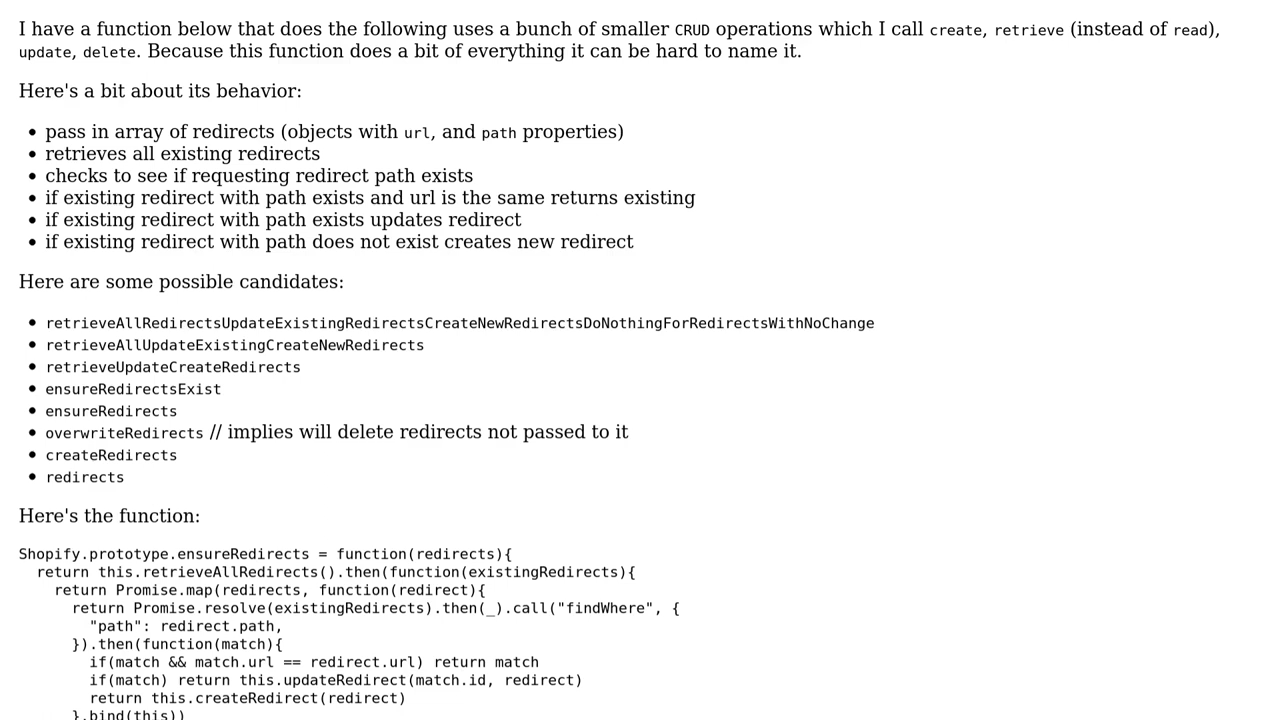 I have a function below that does the following uses a bunch of smaller CRUD operations which I call create, retrieve (instead of read),
update, delete. Because this function does a bit of everything it can be hard to name it.
Here's a bit about its behavior:
• pass in array of redirects (objects with url, and path properties)
• retrieves all existing redirects
• checks to see if requesting redirect path exists
• if existing redirect with path exists and url is the same returns existing
• if existing redirect with path exists updates redirect
• if existing redirect with path does not exist creates new redirect
Here are some possible candidates:
• retrieveAllRedirectsUpdateExistingRedirectsCreateNewRedirectsDoNothingForRedirectsWithNoChange
• retrieveAllUpdateExistingCreateNewRedirects
• retrieveUpdateCreateRedirects
• ensureRedirectsExist
• ensureRedirects
• overwriteRedirects // implies will delete redirects not passed to it
• createRedirects
• redirects
Here's the function:
Shopify.prototype.ensureRedirects = function(redirects){
  return this.retrieveAllRedirects().then(function(existingRedirects){
    return Promise.map(redirects, function(redirect){
      return Promise.resolve(existingRedirects).then(_).call("findWhere", {
        "path": redirect.path,
      }).then(function(match){
        if(match && match.url == redirect.url) return match
        if(match) return this.updateRedirect(match.id, redirect)
        return this.createRedirect(redirect)
      }.bind(this))